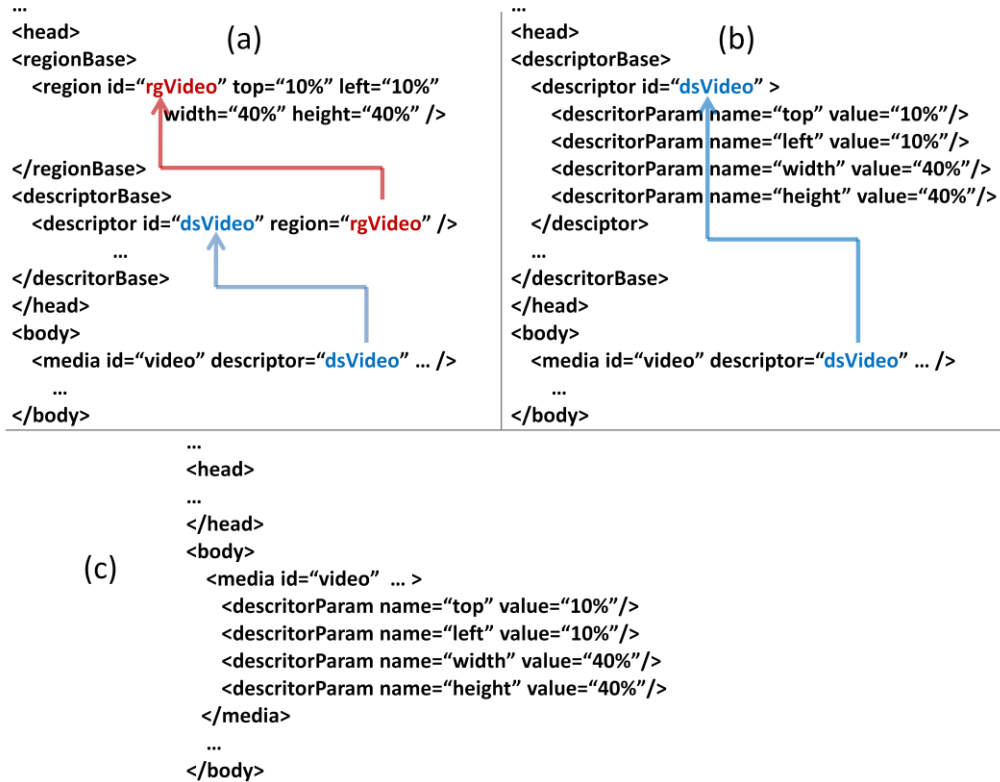 ...
<head>
(a)
<regionBase>
<region id=“rgVideo” top=“10%” left=“10%”
width=“40%” height=“40%” />
</regionBase>
<descriptorBase>
<descriptor id=“dsVideo” region=“rgVideo” />
...
</descritorBase>
</head>
<body>
<media id=“video” descriptor=“dsVideo” ... />
...
</body>
...
<head>
(b)
<descriptorBase>
<descriptor id=“dsVideo” >
<descritorParam name=“top” value=“10%”/>
<descritorParam name=“left” value=“10%”/>
<descritorParam name=“width” value=“40%”/>
<descritorParam name=“height” value=“40%”/>
</desciptor>
...
</descritorBase>
</head>
<body>
<media id=“video” descriptor=“dsVideo” ... />
...
</body>
...
<head>
...
</head>
<body>
(c)
<media id=“video” ... >
<descritorParam name=“top” value=“10%”/>
<descritorParam name=“left” value=“10%”/>
<descritorParam name=“width” value=“40%”/>
<descritorParam name=“height” value=“40%”/>
</media>
...
</body>